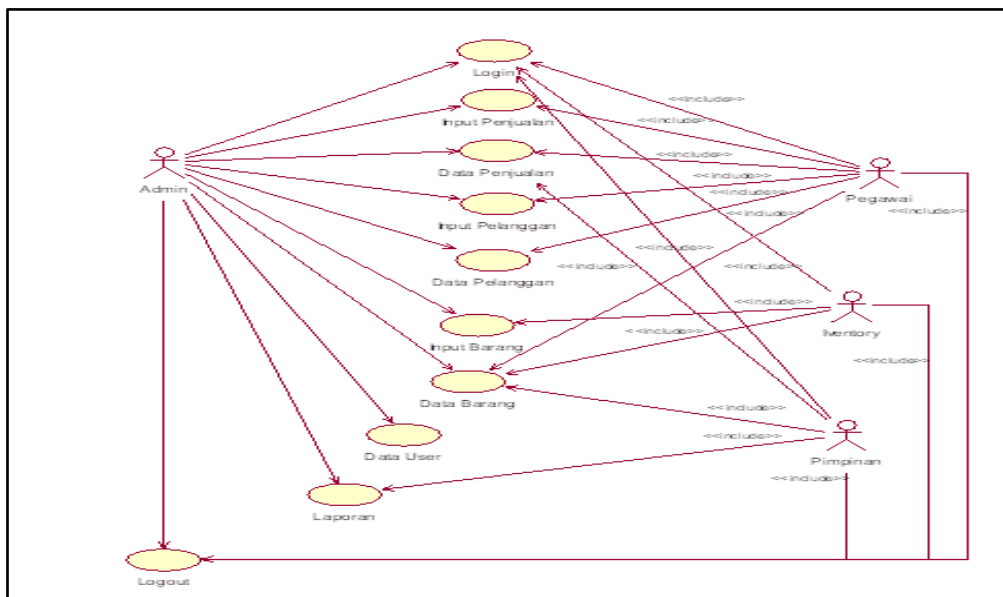 Login
<<include>>
Input Penjualan
<<include>>
Data Penjualan
<<include>>
Admin
<<include>>
Pegawai
<<include>>
Input Pelanggan
<<include>>
<<include>>
Data Pelanggan
<<include>>
<<include>>
<<include>>
Iventory
Input Barang
<<include>>
<<include>>
Data Barang
<<include>>
<<include>>
Data User
Pimpinan
<<include>>
Laporan
Logout